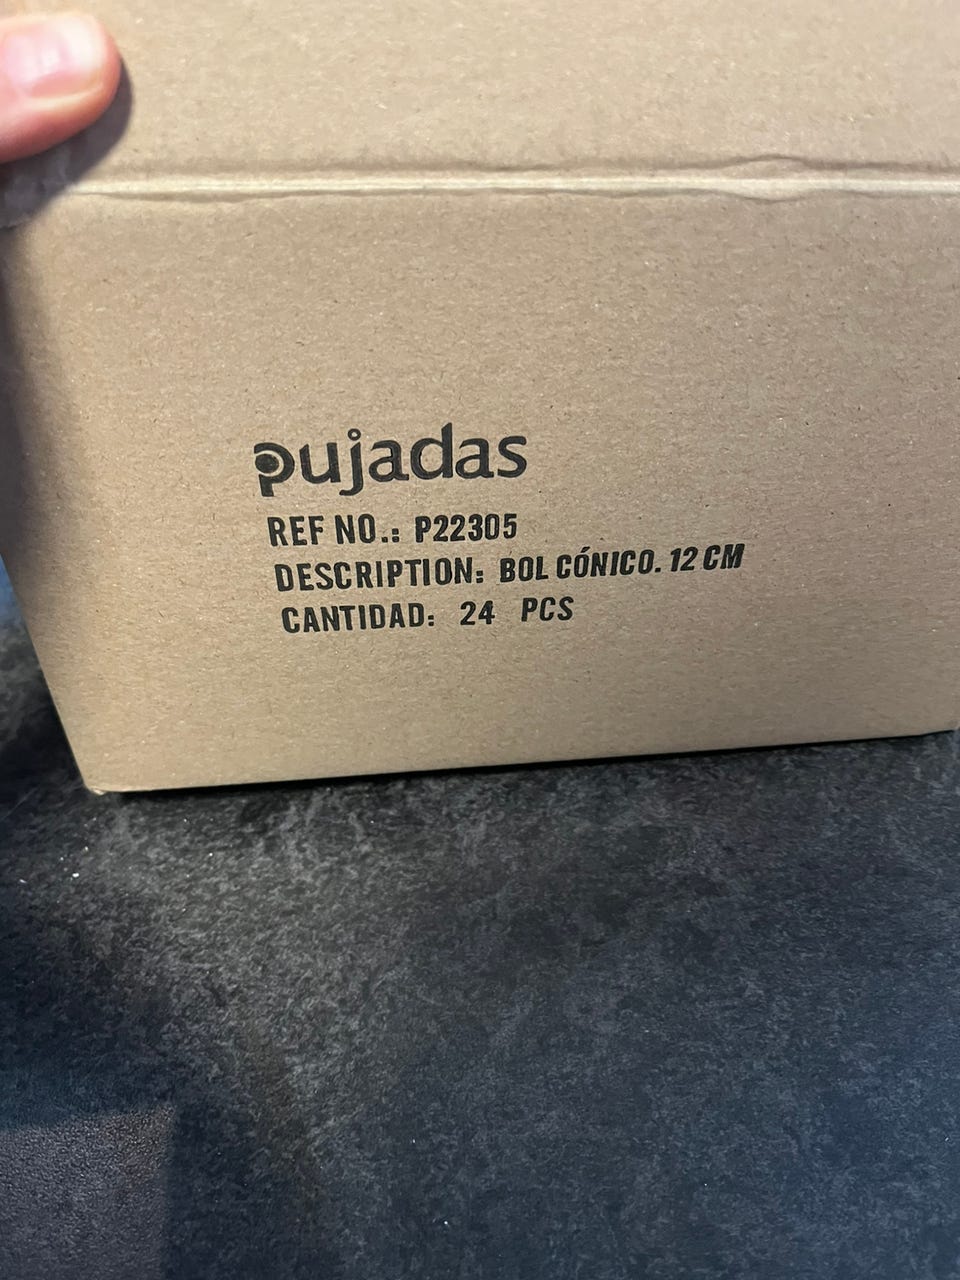 pujadas
REF NO.: P22305
DESCRIPTION: BOL CÓNICO. 12 CM
CANTIDAD: 24 PCS